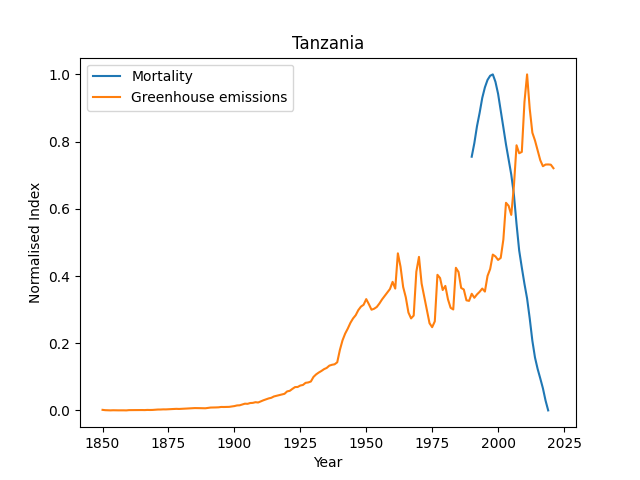 Tanzania
Mortality
Greenhouse emissions
1.0
0.8
0.6
0.4
0.2
0.0
Normalised Index
1850 1875 1900 1925 1950 1975 2000 2025
Year